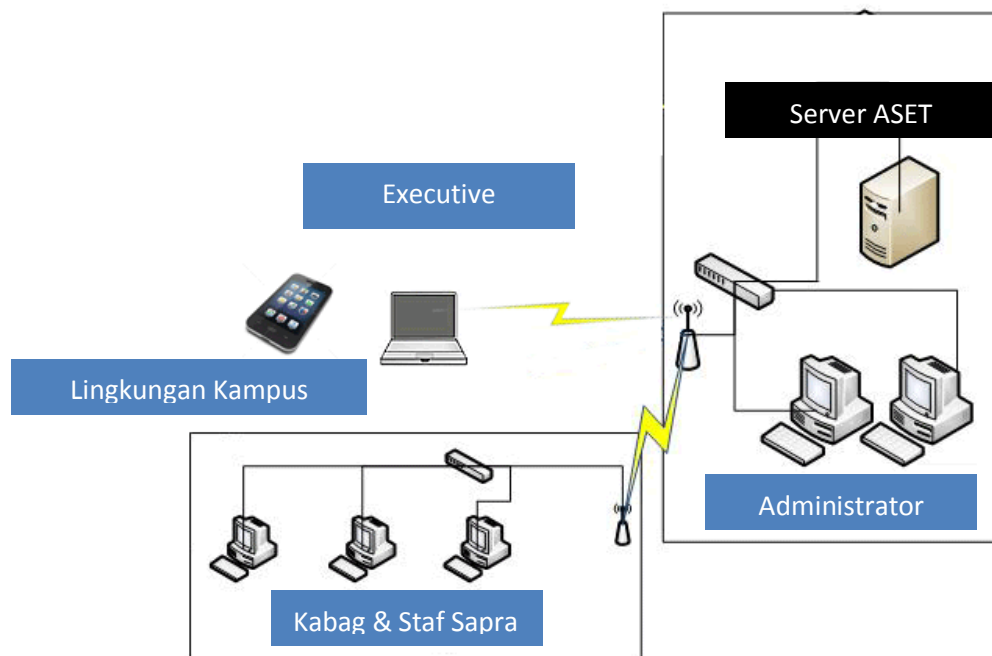 Server ASET
Executive
Lingkungan Kampus
Administrator
Kabag & Staf Sapra